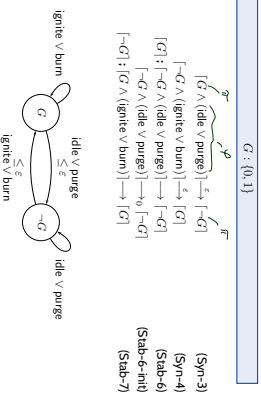 G : {0, 1}
π φ π
⌈G ∧ (idle ∨ purge)⌉ —ε→ ⌈¬G⌉ (Syn-3)
⌈¬G ∧ (ignite ∨ burn)⌉ —ε→ ⌈G⌉ (Syn-4)
⌈G⌉ ; ⌈¬G ∧ (idle ∨ purge)⌉ ⟶ ⌈¬G⌉ (Stab-6)
⌈¬G ∧ (idle ∨ purge)⌉ ⟶₀ ⌈¬G⌉ (Stab-6-init)
⌈¬G⌉ ; ⌈G ∧ (ignite ∨ burn)⌉ ⟶ ⌈G⌉ (Stab-7)
idle ∨ purge
≤ ε
ignite ∨ burn
G
¬G
idle ∨ purge
≤ ε
ignite ∨ burn